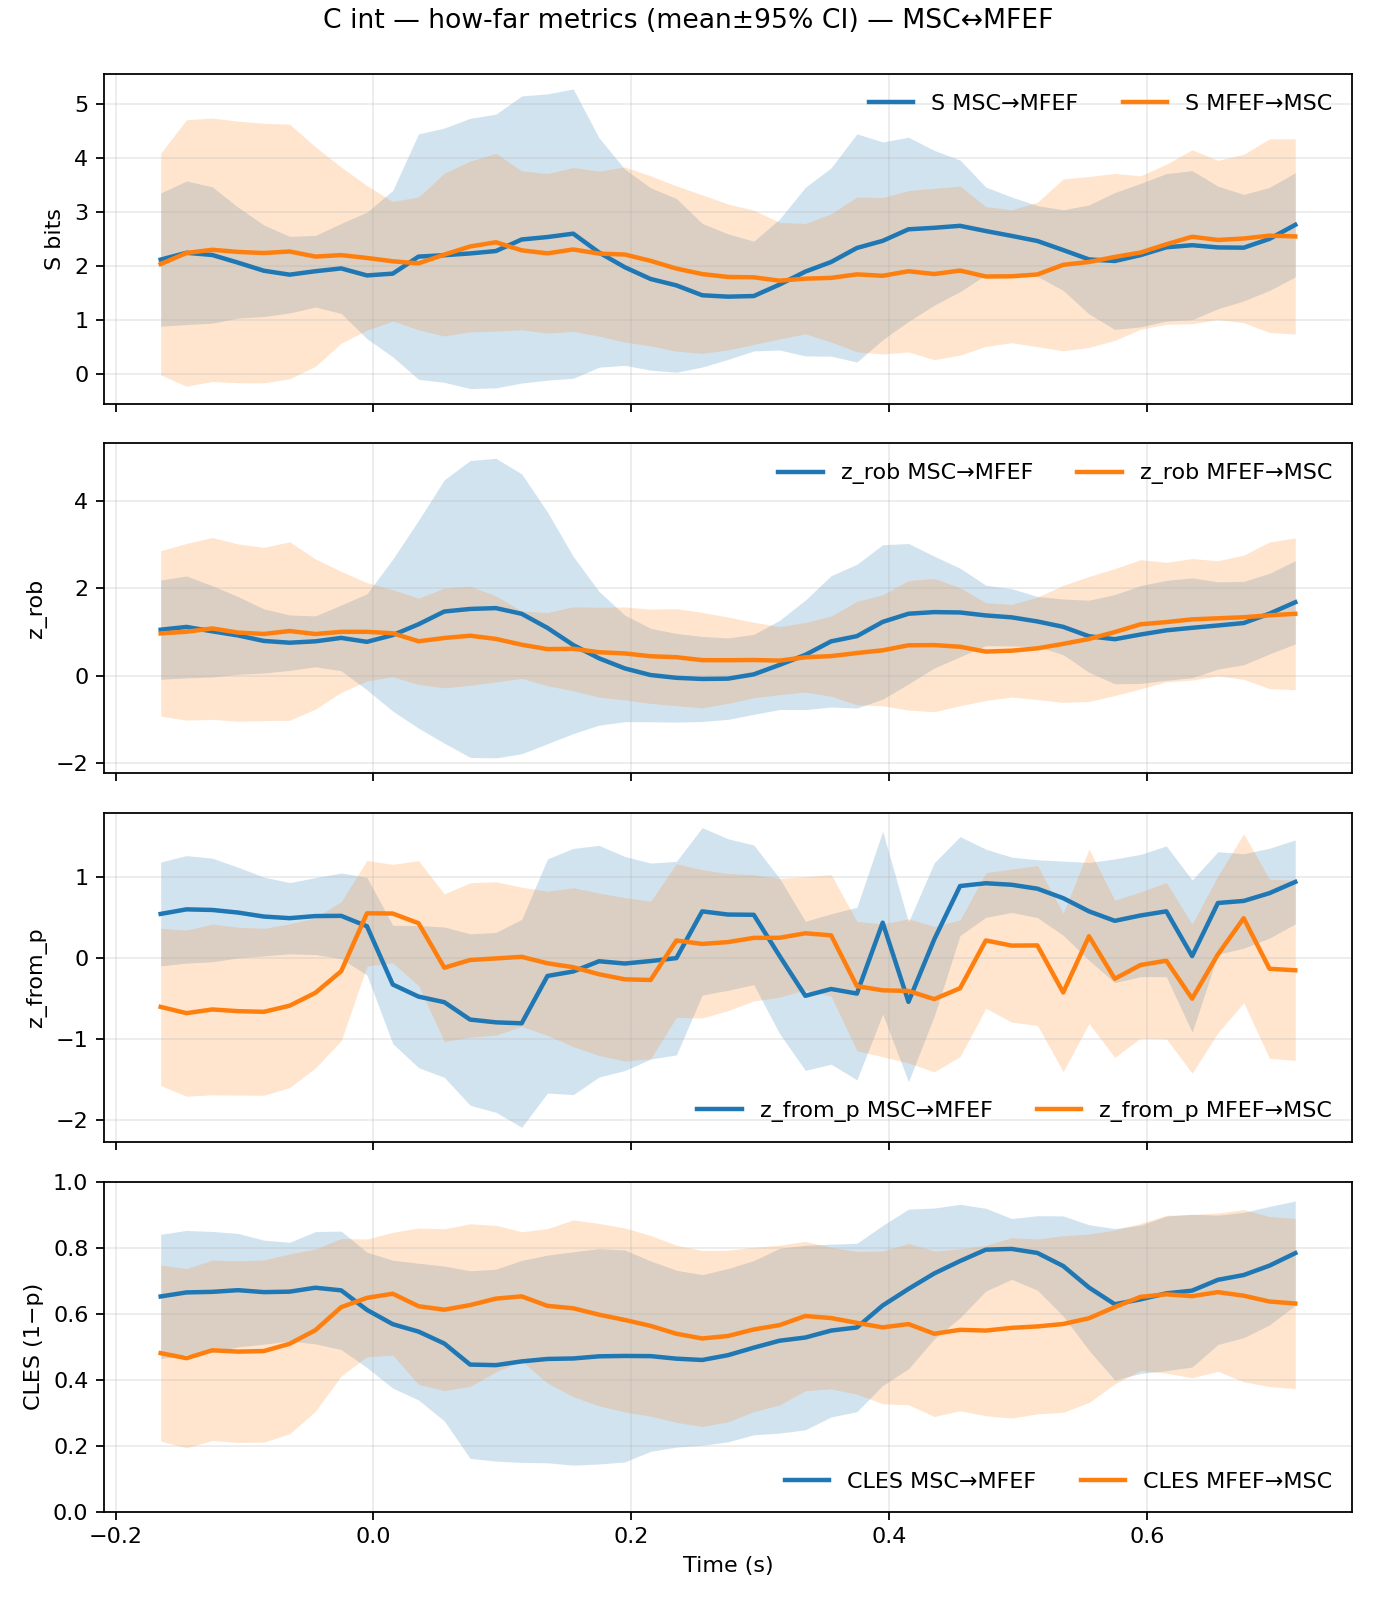 C int — how-far metrics (mean±95% CI) — MSC↔MFEF
S MSC→MFEF
S MFEF→MSC
S bits
5
4
3
2
1
0
z_rob MSC→MFEF
z_rob MFEF→MSC
z_rob
4
2
0
−2
z_from_p
1
0
−1
−2
z_from_p MSC→MFEF
z_from_p MFEF→MSC
CLES (1−p)
1.0
0.8
0.6
0.4
0.2
0.0
CLES MSC→MFEF
CLES MFEF→MSC
−0.2
0.0
0.2
0.4
0.6
Time (s)